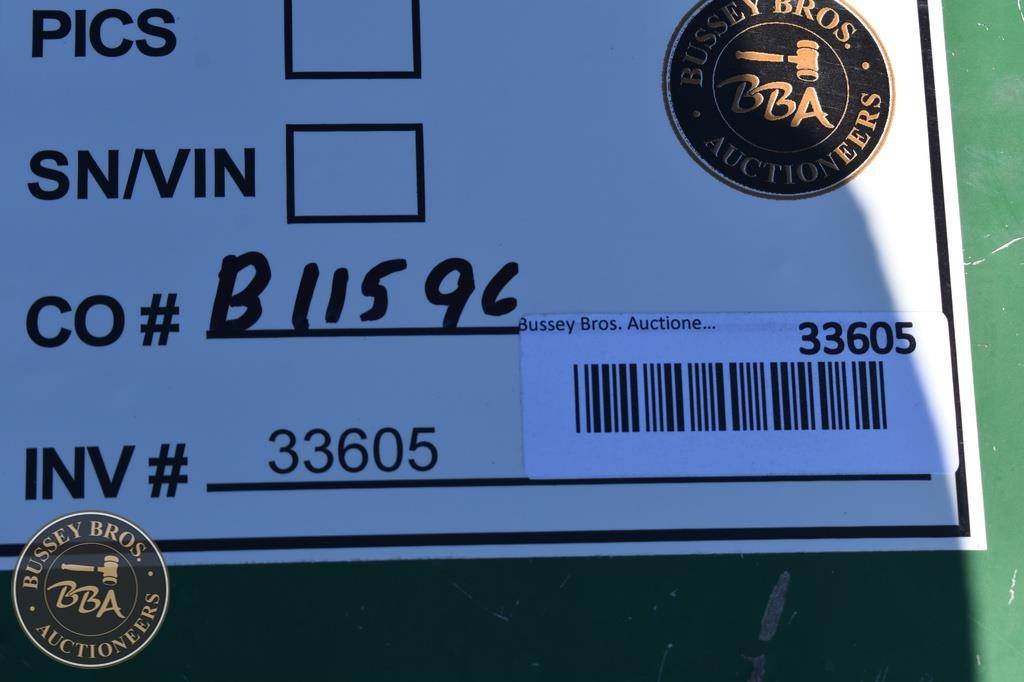 PICS
BUSSEY BROS.
BBA
AUCTIONEERS
SN/VIN
CO # B11596
Bussey Bros. Auctione...
33605
INV # 33605
BUSSEY BROS.
BBA
AUCTIONEERS